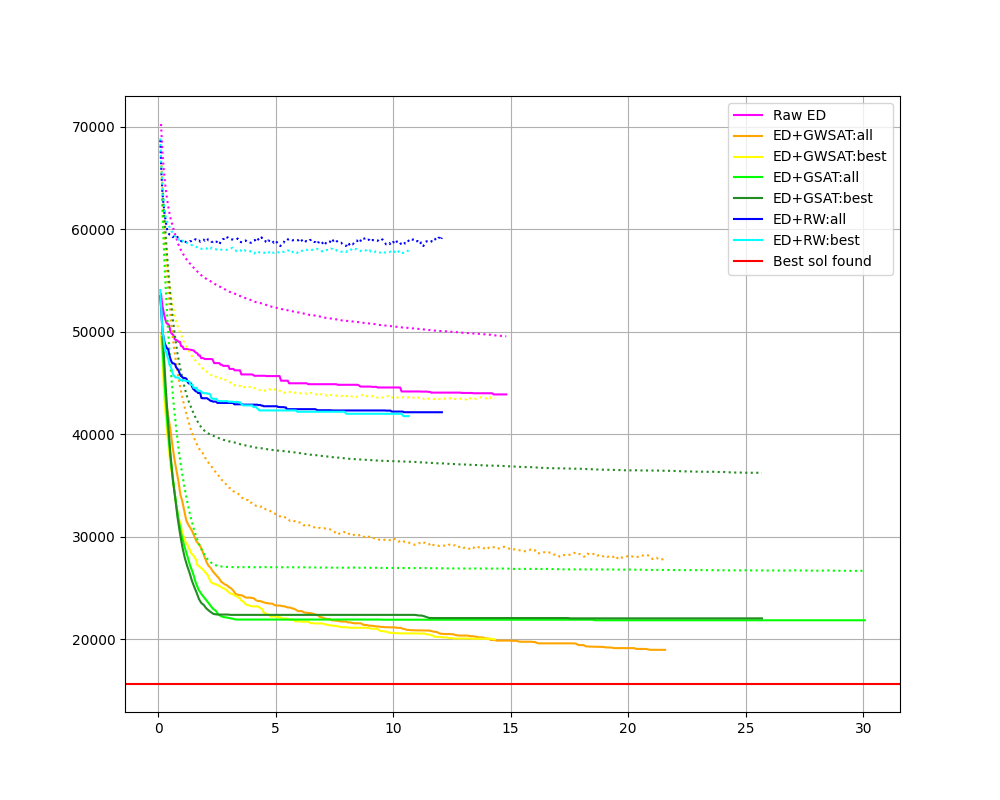 70000
60000
50000
40000
30000
20000
0 5 10 15 20 25 30
Raw ED
ED+GWSAT:all
ED+GWSAT:best
ED+GSAT:all
ED+GSAT:best
ED+RW:all
ED+RW:best
Best sol found